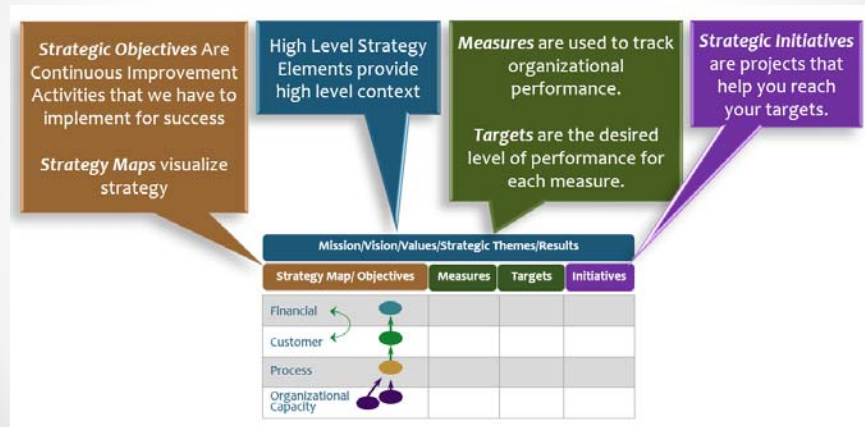 Strategic Objectives Are
Continuous Improvement
Activities that we have to
implement for success
Strategy Maps visualize
strategy
High Level Strategy
Elements provide
high level context
Measures are used to track
organizational
performance.
Targets are the desired
level of performance for
each measure.
Strategic Initiatives
are projects that
help you reach
your targets.
Mission/Vision/Values/Strategic Themes/Results
Strategy Map/ Objectives
Measures
Targets
Initiatives
Financial
Customer
Process
Organizational
Capacity